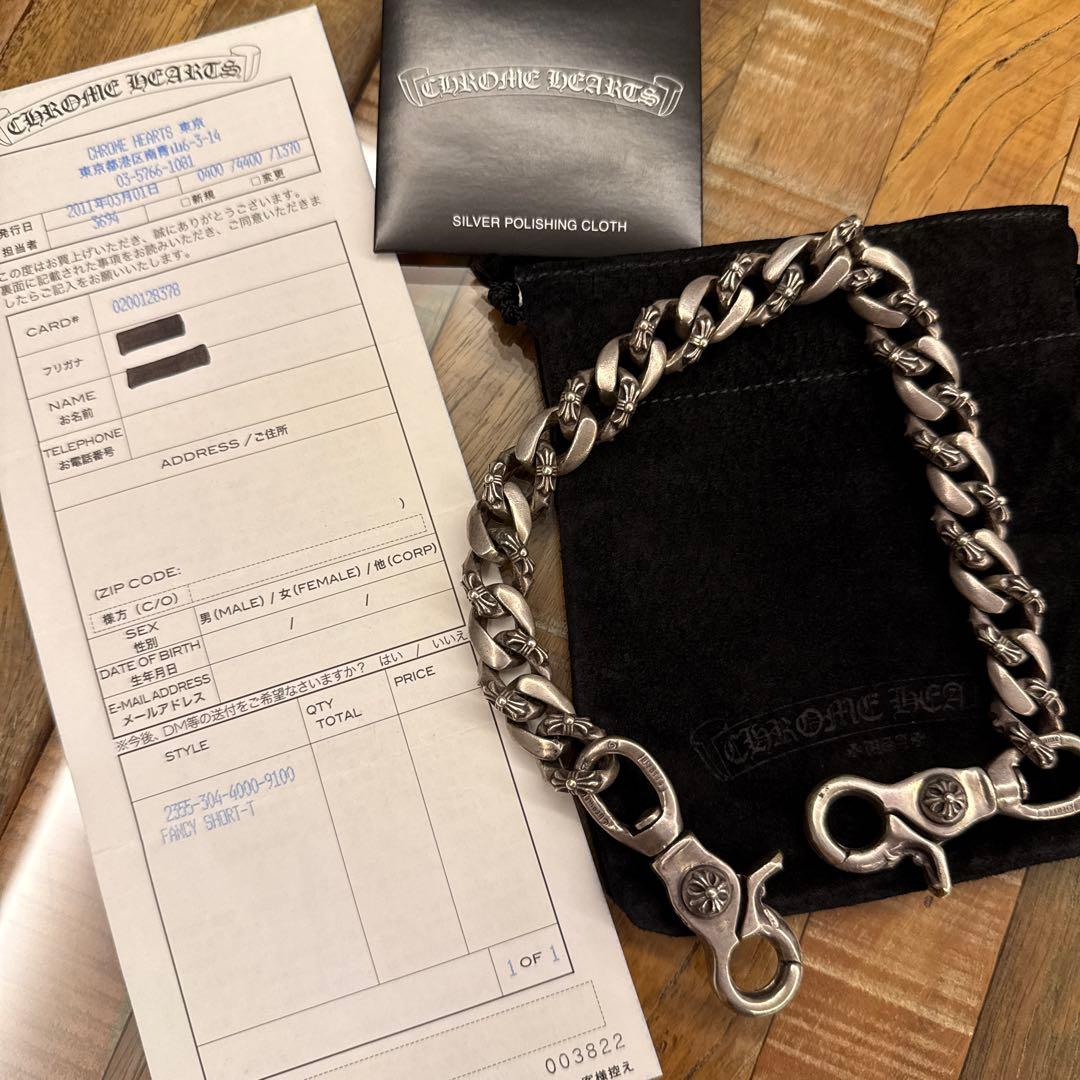 CHROME HEARTS
CHROME HEARTS 東京
東京都港区南青山6-3-14
03-5766-1081
発行日 2011年03月01日 0400 /4400 /1370
担当者 3694 □新規 □変更
この度はお買上げいただき、誠にありがとうございます。
裏面に記載された事項をお読みいただき、ご同意いただきま
したらご記入をお願いいたします。
CARD# 0200128378
フリガナ
NAME
お名前
TELEPHONE
お電話番号
ADDRESS / ご住所
)
(ZIP CODE:
様方 (C/O)
SEX 男(MALE) / 女(FEMALE) / 他(CORP)
性別
DATE OF BIRTH / /
生年月日
E-MAIL ADDRESS
メールアドレス
※今後、DM等の送付をご希望なさいますか? はい / いいえ
STYLE QTY PRICE
TOTAL
2355-304-4000-9100
FANCY SHORT-T
1 OF 1
003822
様控え
CHROME HEARTS
SILVER POLISHING CLOTH
CHROME HEA